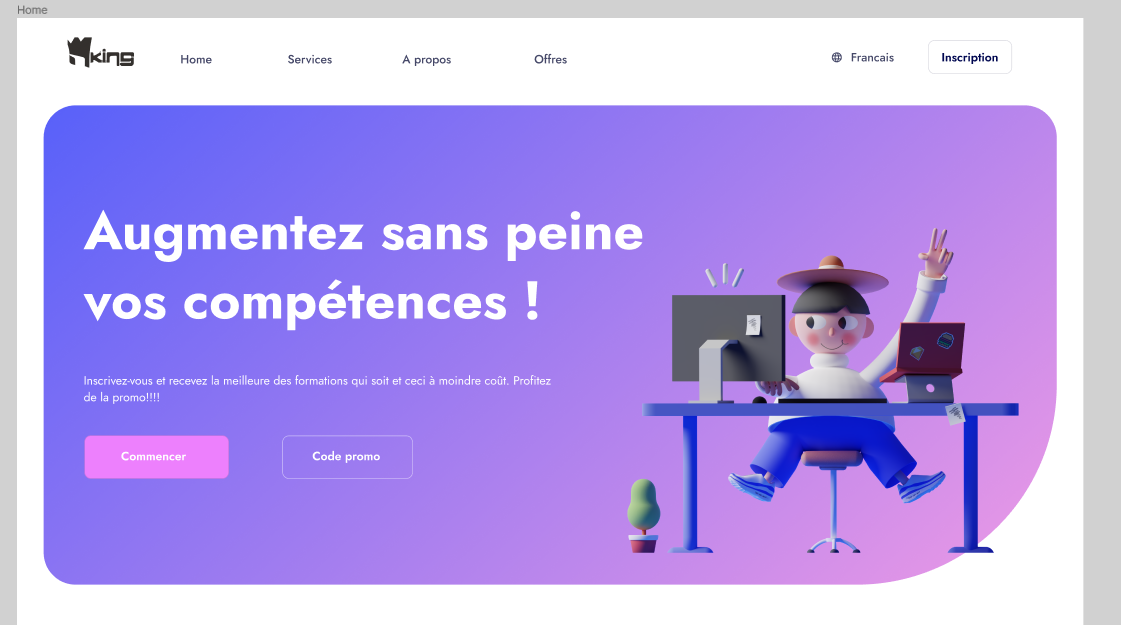 Home
king
Home
Services
A propos
Offres
Francais
Inscription
Augmentez sans peine
vos compétences !
Inscrivez-vous et recevez la meilleure des formations qui soit et ceci à moindre coût. Profitez
de la promo!!!!
Commencer
Code promo